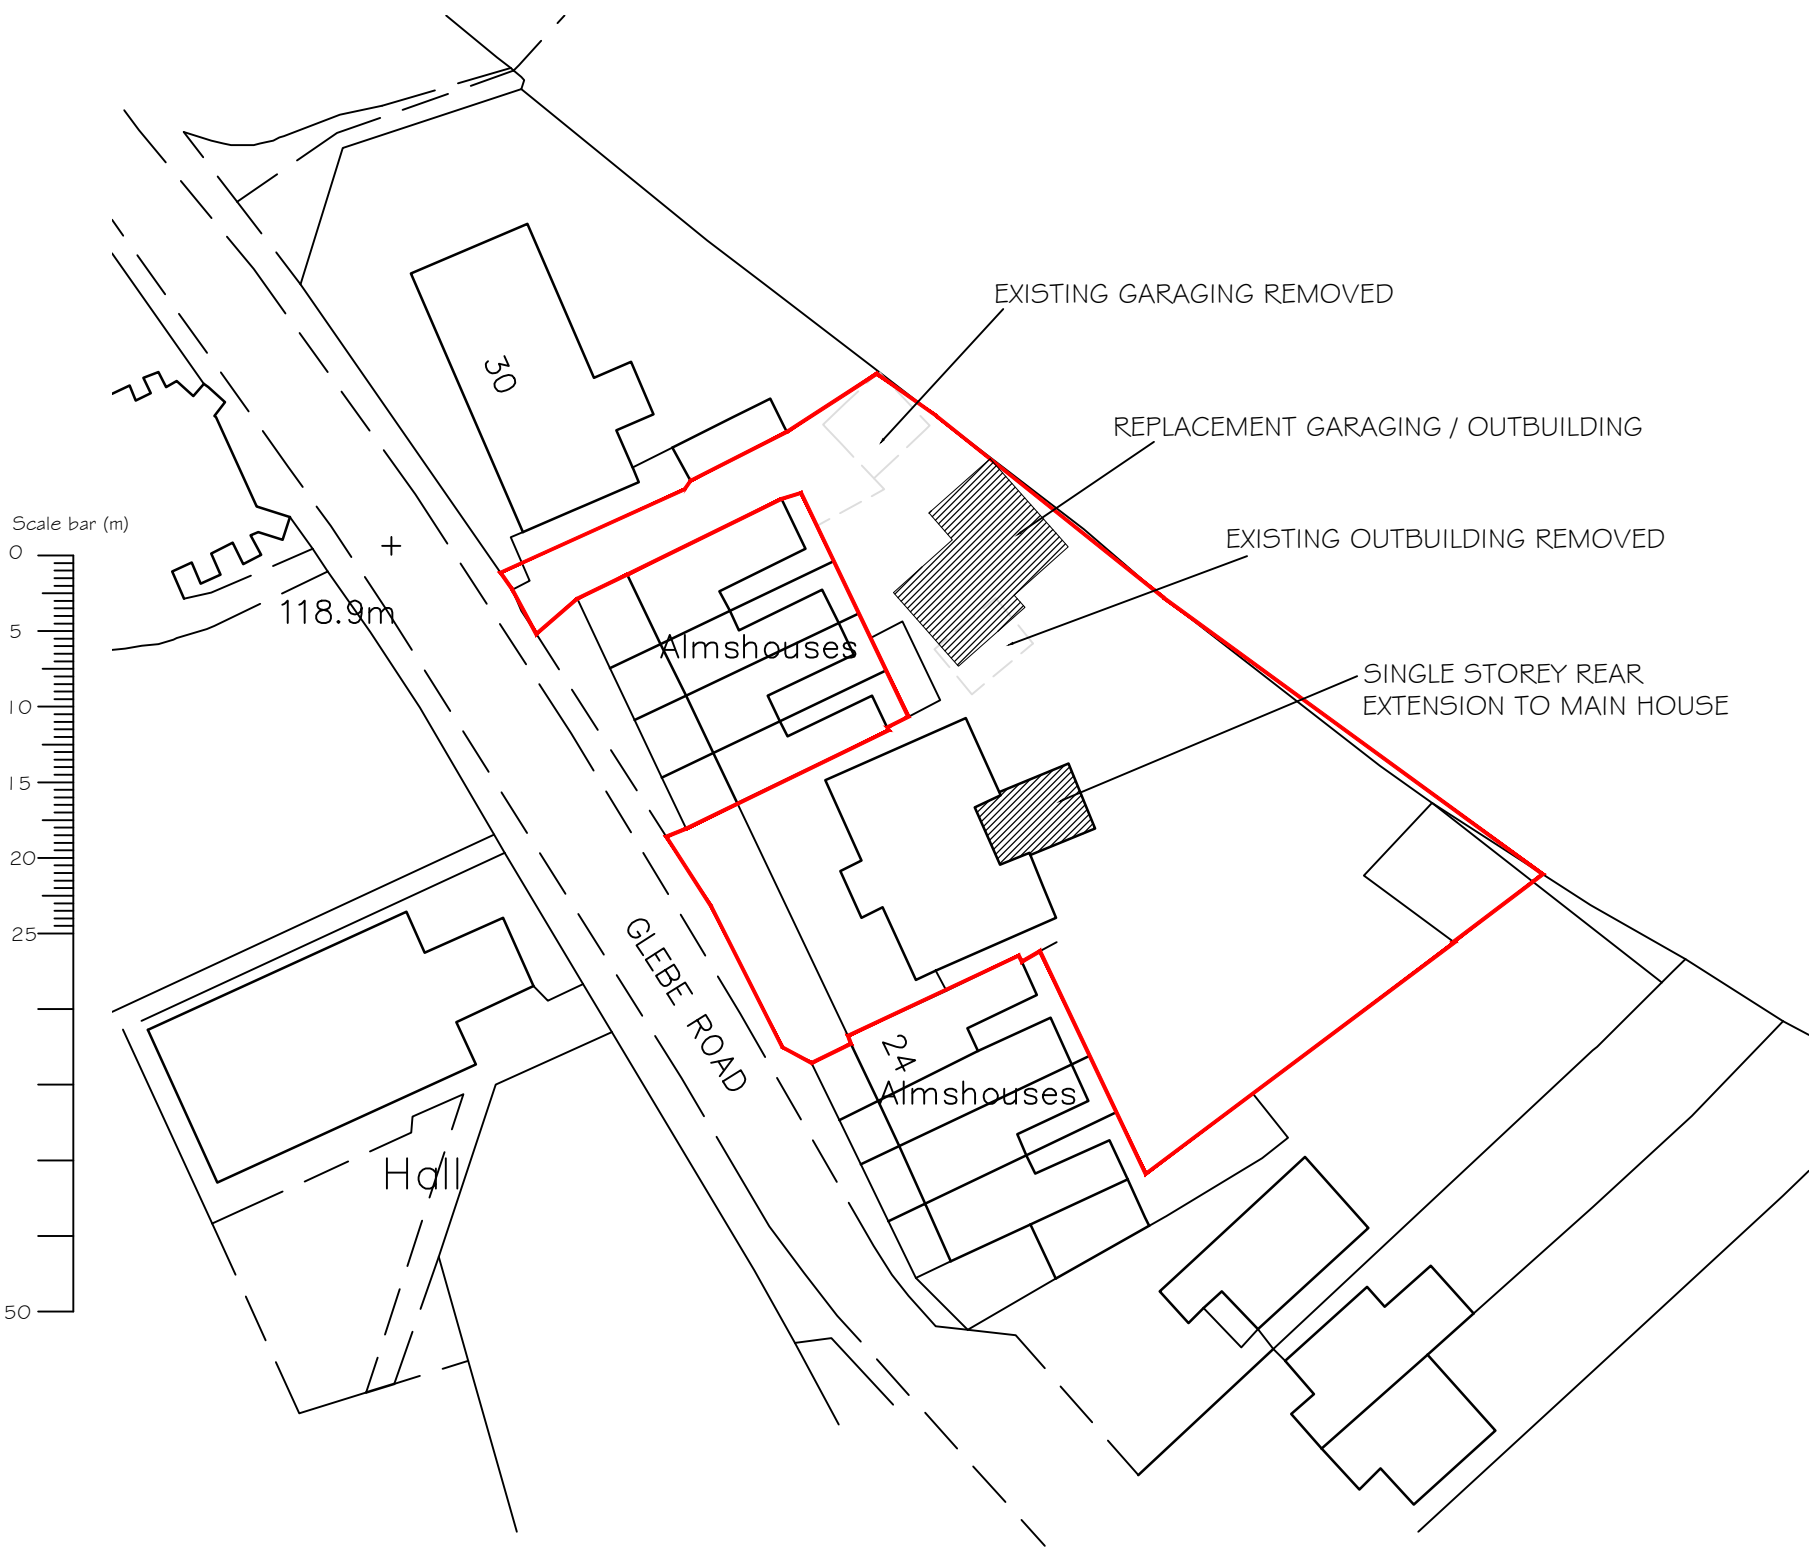 EXISTING GARAGING REMOVED
30
REPLACEMENT GARAGING / OUTBUILDING
Scale bar (m)
EXISTING OUTBUILDING REMOVED
0
118.9m
5
Almshouses
SINGLE STOREY REAR
EXTENSION TO MAIN HOUSE
10
15
20
25
GLEBE ROAD
24
Almshouses
Hall
50